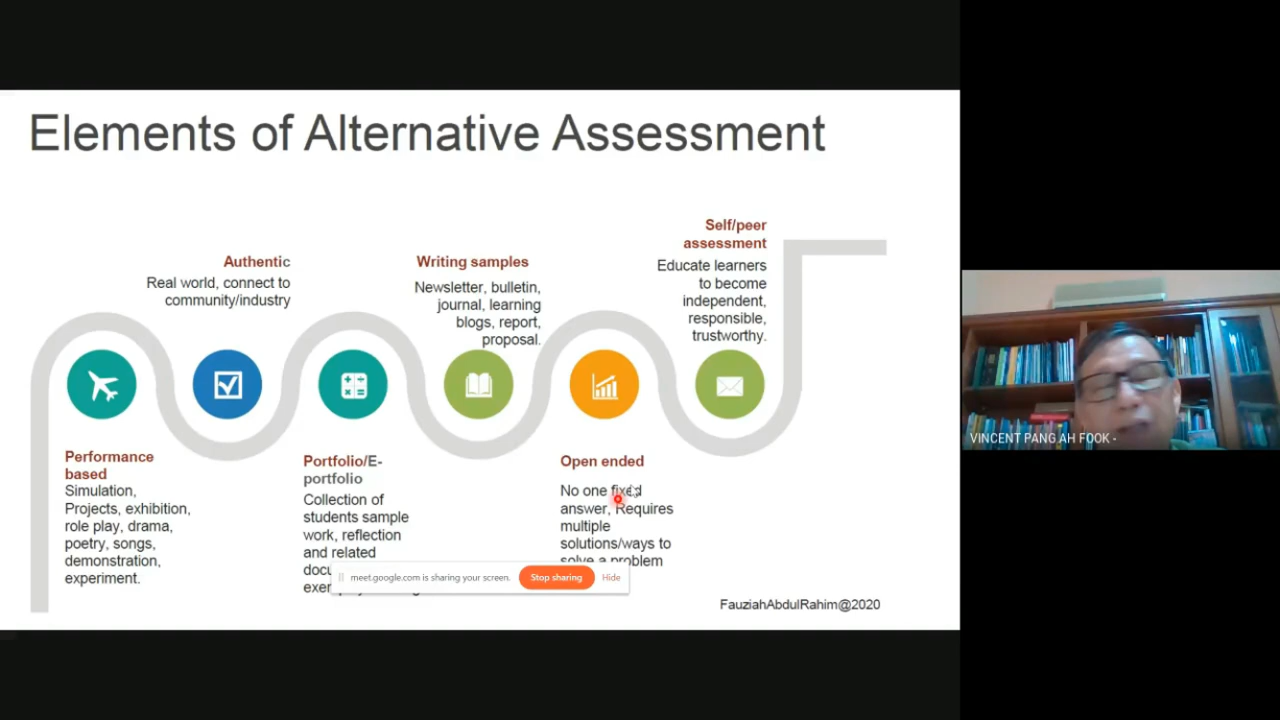 Elements of Alternative Assessment
Authentic
Real world, connect to
community/industry
Writing samples
Newsletter, bulletin,
journal, learning
blogs, report,
proposal.
Self/peer
assessment
Educate learners
to become
independent,
responsible,
trustworthy.
Performance
based
Simulation,
Projects, exhibition,
role play, drama,
poetry, songs,
demonstration,
experiment.
Portfolio/E-
portfolio
Collection of
students sample
work, reflection
and related
Open ended
No one fixed
answer, Requires
multiple
solutions/ways to
solve a problem
meet.google.com is sharing your screen.
Stop sharing
Hide
FauziahAbdulRahim@2020
VINCENT PANG AH FOOK -